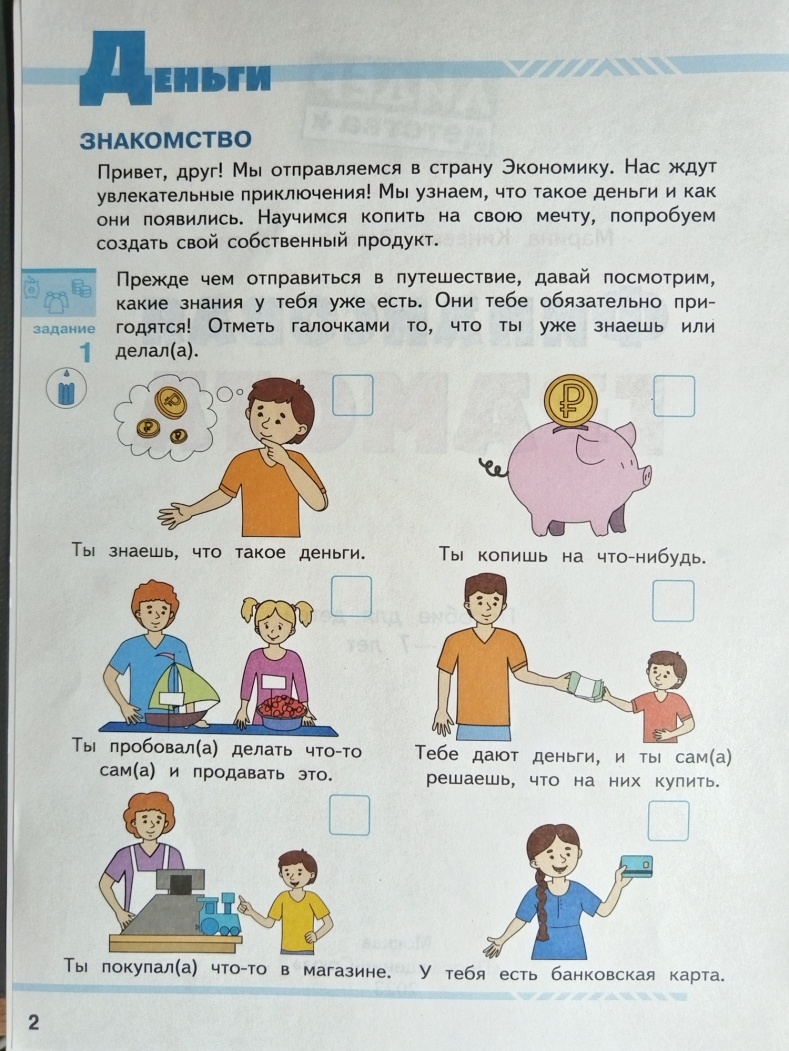 Деньги
ЗНАКОМСТВО
Привет, друг! Мы отправляемся в страну Экономику. Нас ждут
увлекательные приключения! Мы узнаем, что такое деньги и как
они появились. Научимся копить на свою мечту, попробуем
создать свой собственный продукт.
задание
1
Прежде чем отправиться в путешествие, давай посмотрим,
какие знания у тебя уже есть. Они тебе обязательно при-
годятся! Отметь галочками то, что ты уже знаешь или
делал(а).
Ты знаешь, что такое деньги.
Ты копишь на что-нибудь.
Ты пробовал(а) делать что-то
сам(а) и продавать это.
Тебе дают деньги, и ты сам(а)
решаешь, что на них купить.
Ты покупал(а) что-то в магазине.
У тебя есть банковская карта.
2